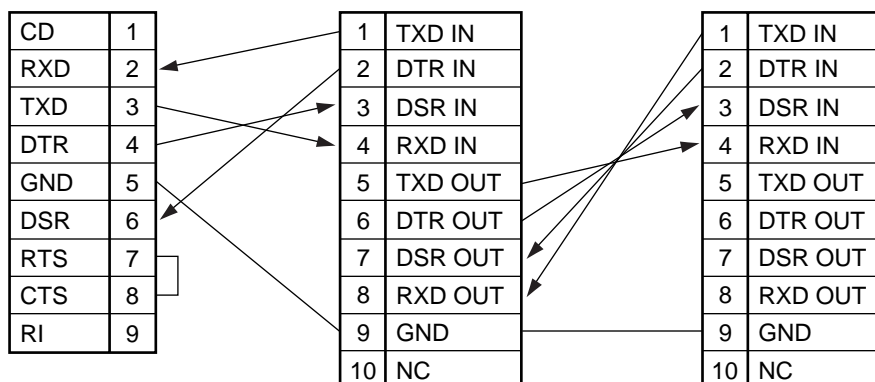 CD 1
RXD 2
TXD 3
DTR 4
GND 5
DSR 6
RTS 7
CTS 8
RI 9
1 TXD IN
2 DTR IN
3 DSR IN
4 RXD IN
5 TXD OUT
6 DTR OUT
7 DSR OUT
8 RXD OUT
9 GND
10 NC
1 TXD IN
2 DTR IN
3 DSR IN
4 RXD IN
5 TXD OUT
6 DTR OUT
7 DSR OUT
8 RXD OUT
9 GND
10 NC